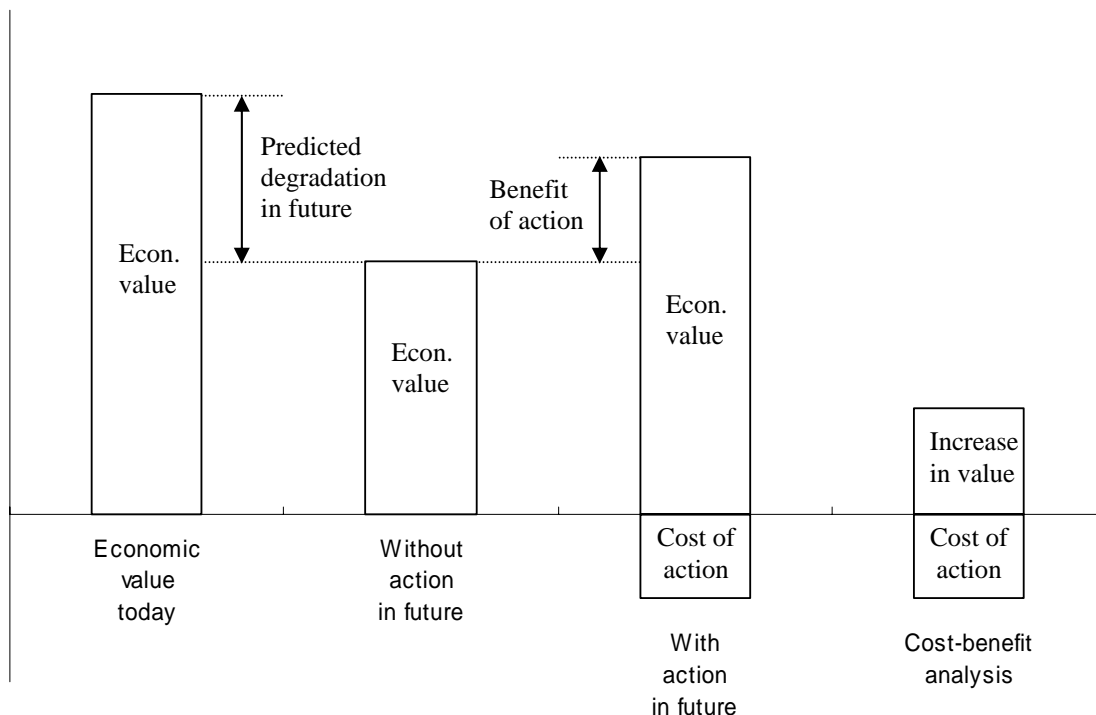 Predicted
degradation
in future
Benefit
of action
Econ.
value
Econ.
value
Econ.
value
Increase
in value
Cost of
action
Cost of
action
Economic
value
today
Without
action
in future
With
action
in future
Cost-benefit
analysis